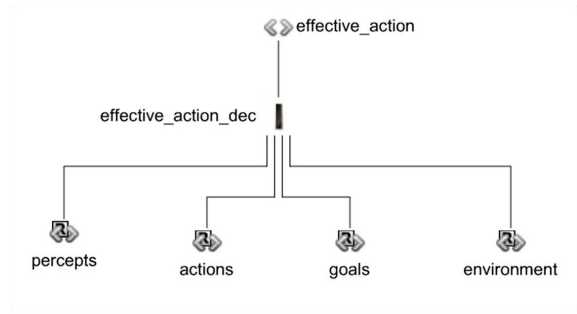 effective_action
effective_action_dec
percepts
actions
goals
environment